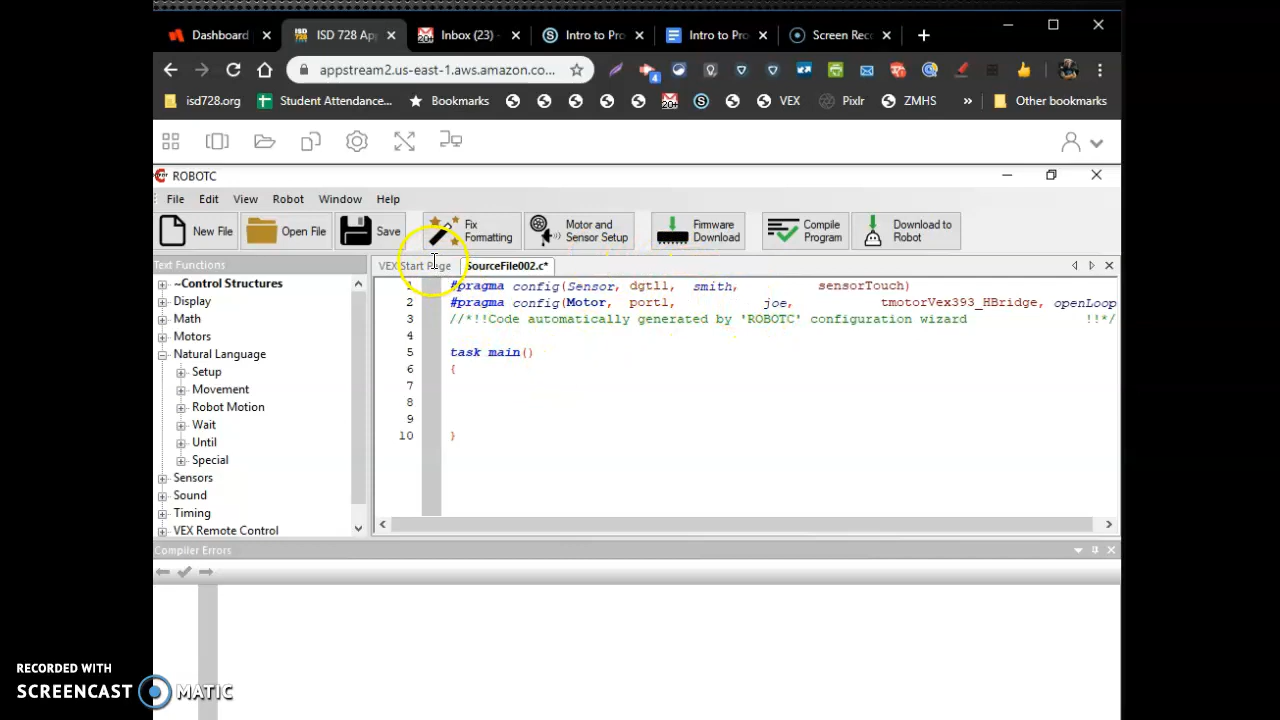 Dashboard
ISD 728 App
Inbox (23) -
Intro to Pro
Intro to Pro
Screen Reco
appstream2.us-east-1.aws.amazon.co...
4
isd728.org
Student Attendance...
Bookmarks
20+
VEX
Pixlr
ZMHS
»
Other bookmarks
ROBOTC
File Edit View Robot Window Help
New File
Open File
Save
Fix Formatting
Motor and Sensor Setup
Firmware Download
Compile Program
Download to Robot
Text Functions
VEX Start Page
SourceFile002.c*
~Control Structures
Display
Math
Motors
Natural Language
Setup
Movement
Robot Motion
Wait
Until
Special
Sensors
Sound
Timing
VEX Remote Control
1 #pragma config(Sensor, dgtl1, smith, sensorTouch)
2 #pragma config(Motor, port1, joe, tmotorVex393_HBridge, openLoop
3 //*!!Code automatically generated by 'ROBOTC' configuration wizard !!*//
4
5 task main()
6 {
7
8
9
10 }
Compiler Errors
RECORDED WITH
SCREENCAST MATIC